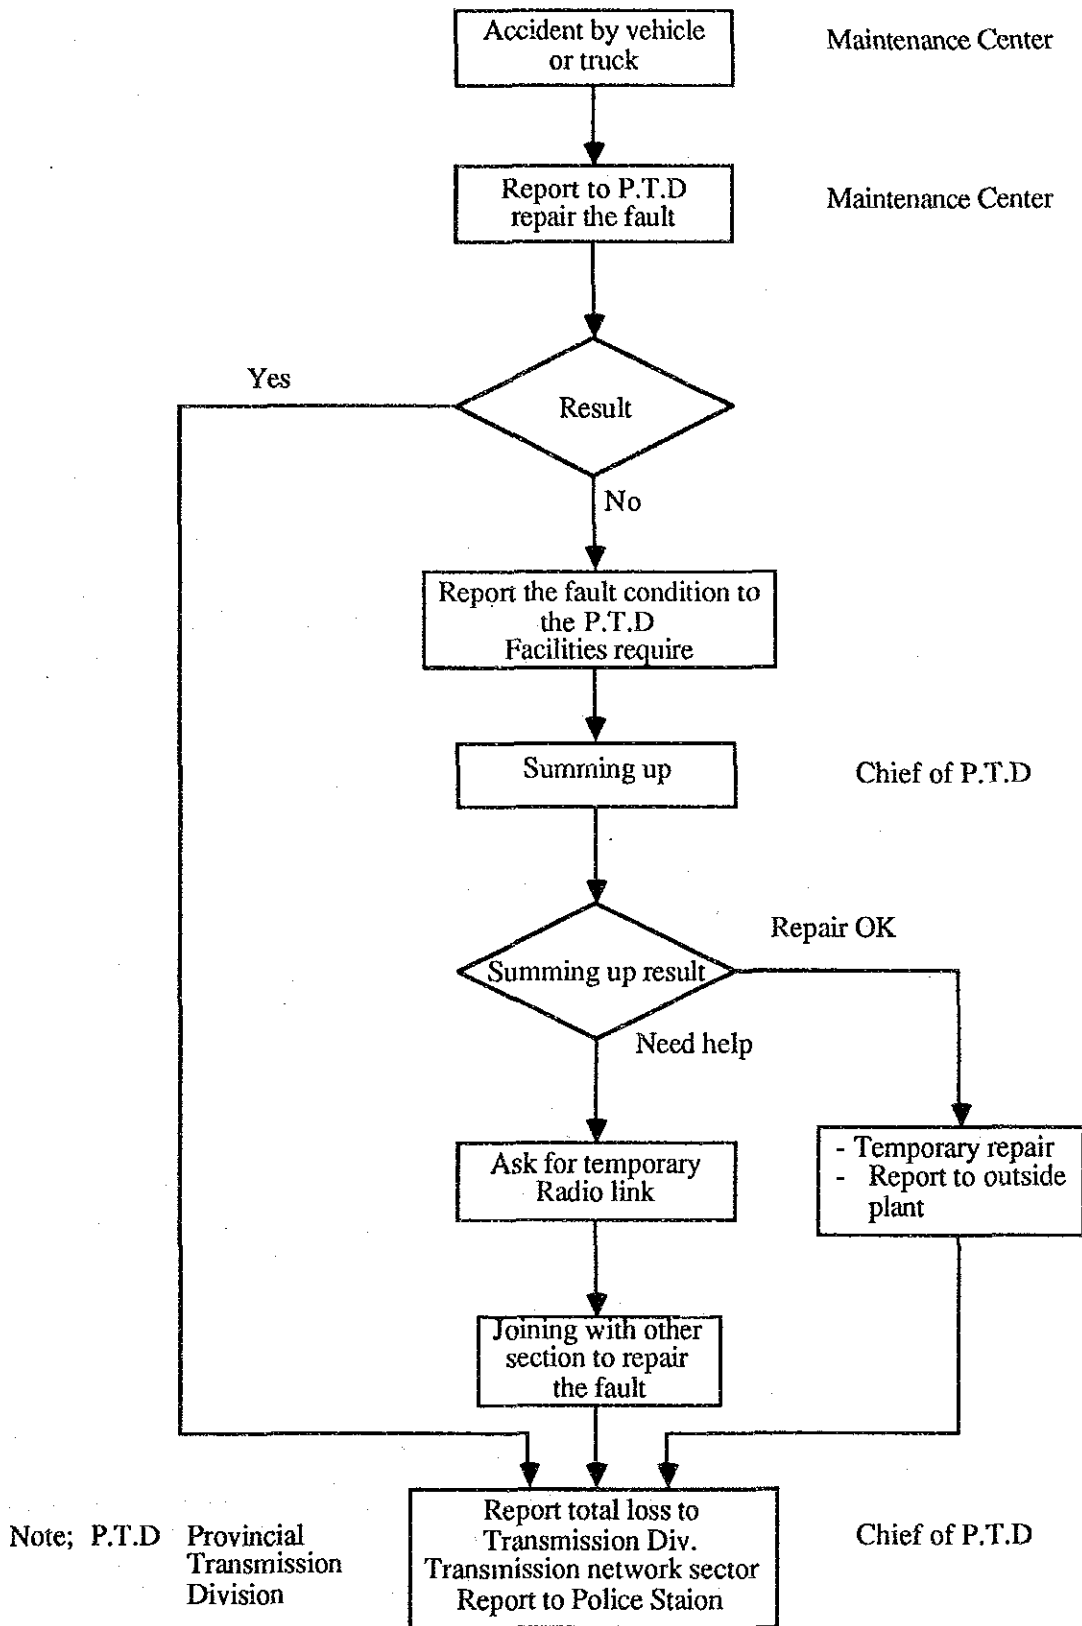 Accident by vehicle
or truck
Maintenance Center
Report to P.T.D
repair the fault
Maintenance Center
Yes
Result
No
Report the fault condition to
the P.T.D
Facilities require
Summing up
Chief of P.T.D
Repair OK
Summing up result
Need help
Ask for temporary
Radio link
- Temporary repair
- Report to outside
plant
Joining with other
section to repair
the fault
Report total loss to
Transmission Div.
Transmission network sector
Report to Police Staion
Chief of P.T.D
Note; P.T.D Provincial
Transmission
Division